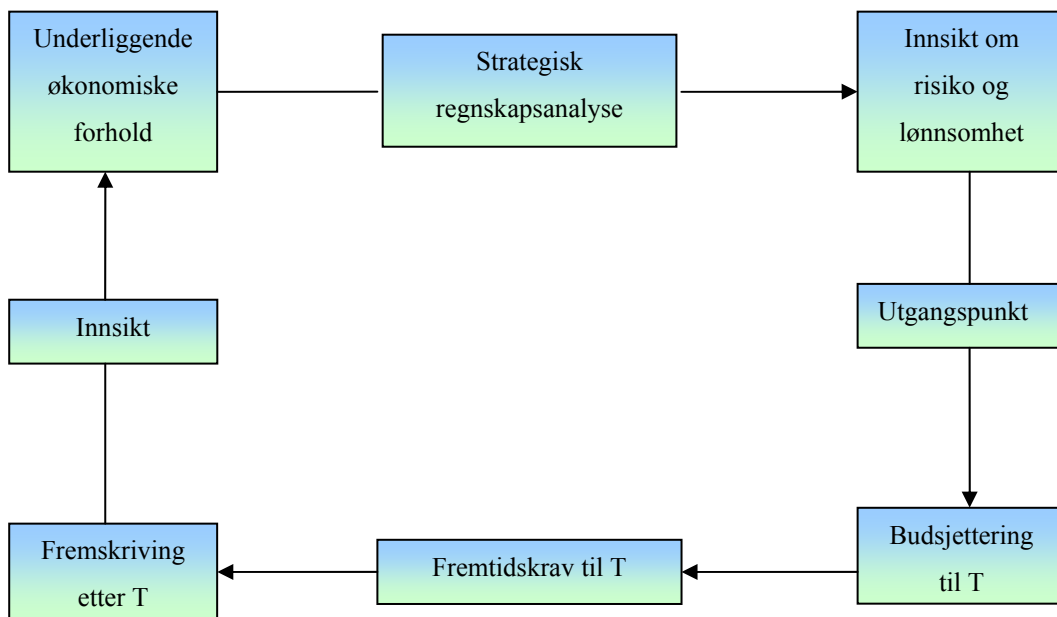 Underliggende
økonomiske
forhold
Strategisk
regnskapsanalyse
Innsikt om
risiko og
lønnsomhet
Innsikt
Utgangspunkt
Fremskriving
etter T
Fremtidskrav til T
Budsjettering
til T